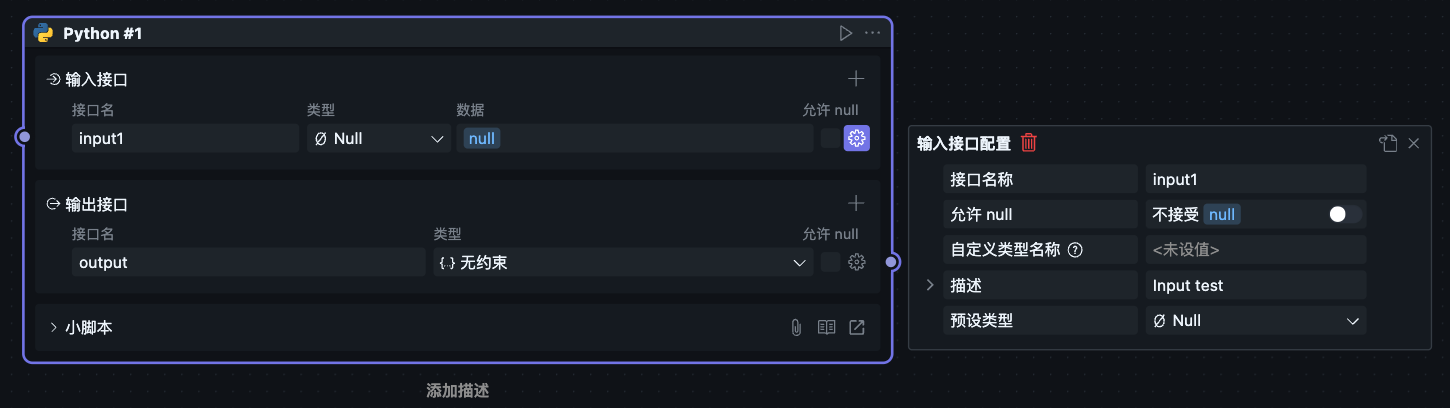 Python #1
输入接口
接口名 类型 数据 允许 null
input1 Null null
输出接口
接口名 类型 允许 null
output {..} 无约束
小脚本
添加描述
输入接口配置
接口名称 input1
允许 null 不接受 null
自定义类型名称 <未设值>
描述 Input test
预设类型 Null